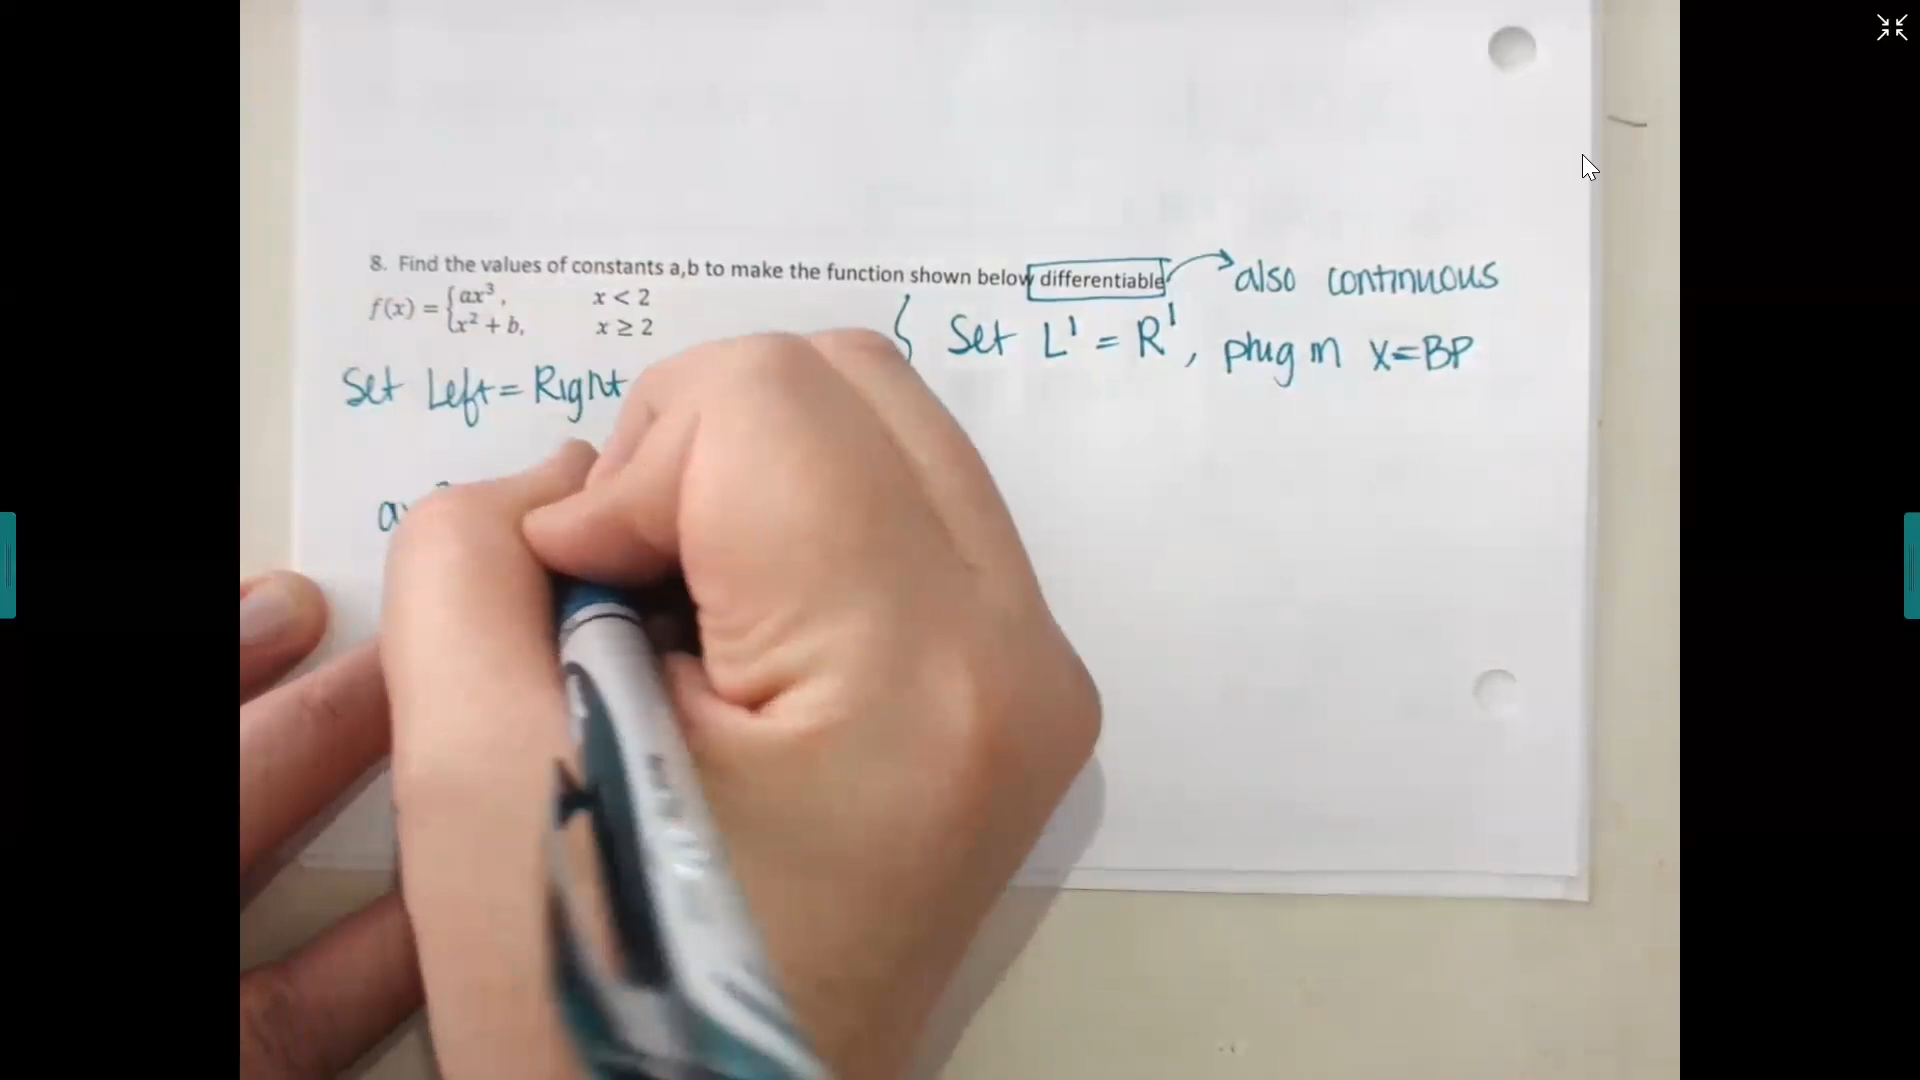 8. Find the values of constants a,b to make the function shown below differentiable
also continuous
f(x) = { ax³, x < 2
x² + b, x ≥ 2
Set L' = R', plug in x=BP
Set Left = Right
a